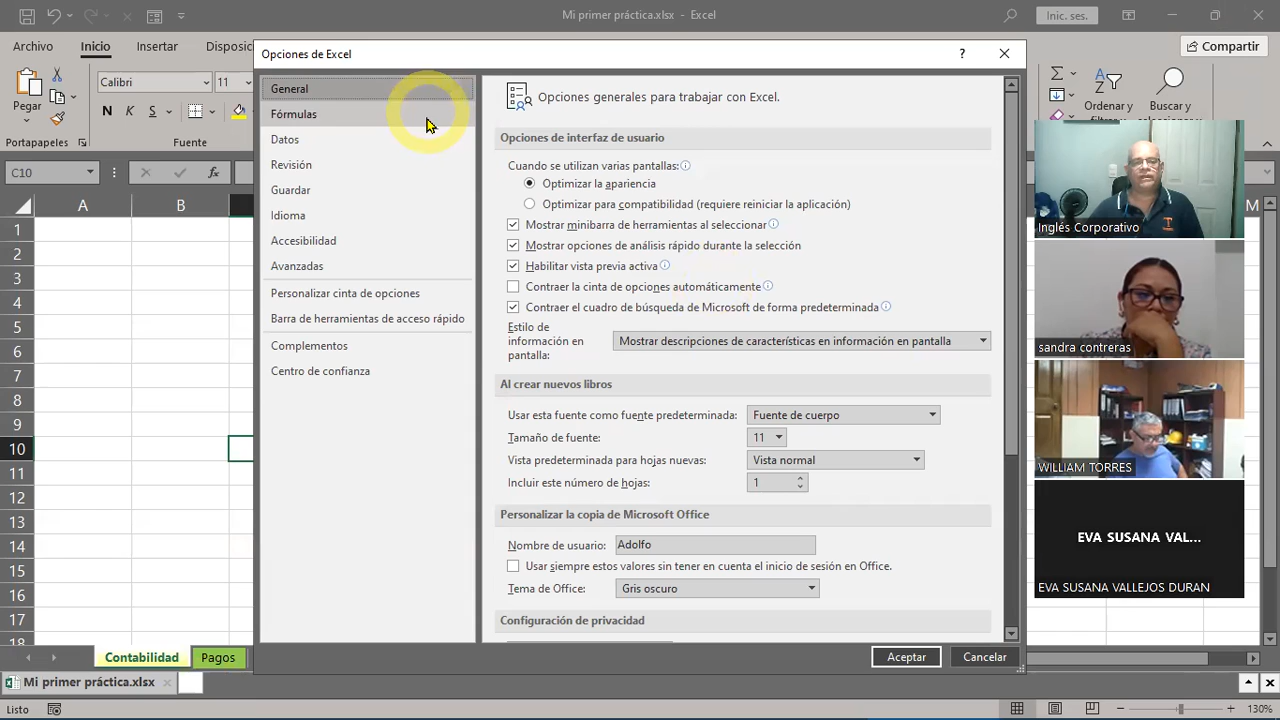 Mi primer práctica.xlsx - Excel
Inic. ses.
Archivo
Inicio
Insertar
Disposic
Compartir
Pegar
Calibri
11
N K S
Ordenar y
filtrar
Buscar y
Portapapeles
Fuente
C10
fx
A
B
M
1
2
3
4
5
6
7
8
9
10
11
12
13
14
15
16
17
18
Opciones de Excel
?
General
Fórmulas
Datos
Revisión
Guardar
Idioma
Accesibilidad
Avanzadas
Personalizar cinta de opciones
Barra de herramientas de acceso rápido
Complementos
Centro de confianza
Opciones generales para trabajar con Excel.
Opciones de interfaz de usuario
Cuando se utilizan varias pantallas:
Optimizar la apariencia
Optimizar para compatibilidad (requiere reiniciar la aplicación)
Mostrar minibarra de herramientas al seleccionar
Mostrar opciones de análisis rápido durante la selección
Habilitar vista previa activa
Contraer la cinta de opciones automáticamente
Contraer el cuadro de búsqueda de Microsoft de forma predeterminada
Estilo de
información en
pantalla:
Mostrar descripciones de características en información en pantalla
Al crear nuevos libros
Usar esta fuente como fuente predeterminada: Fuente de cuerpo
Tamaño de fuente: 11
Vista predeterminada para hojas nuevas: Vista normal
Incluir este número de hojas: 1
Personalizar la copia de Microsoft Office
Nombre de usuario: Adolfo
Usar siempre estos valores sin tener en cuenta el inicio de sesión en Office.
Tema de Office: Gris oscuro
Configuración de privacidad
Aceptar
Cancelar
Inglés Corporativo
sandra contreras
WILLIAM TORRES
EVA SUSANA VAL...
EVA SUSANA VALLEJOS DURAN
Contabilidad
Pagos
Mi primer práctica.xlsx
Listo
130%